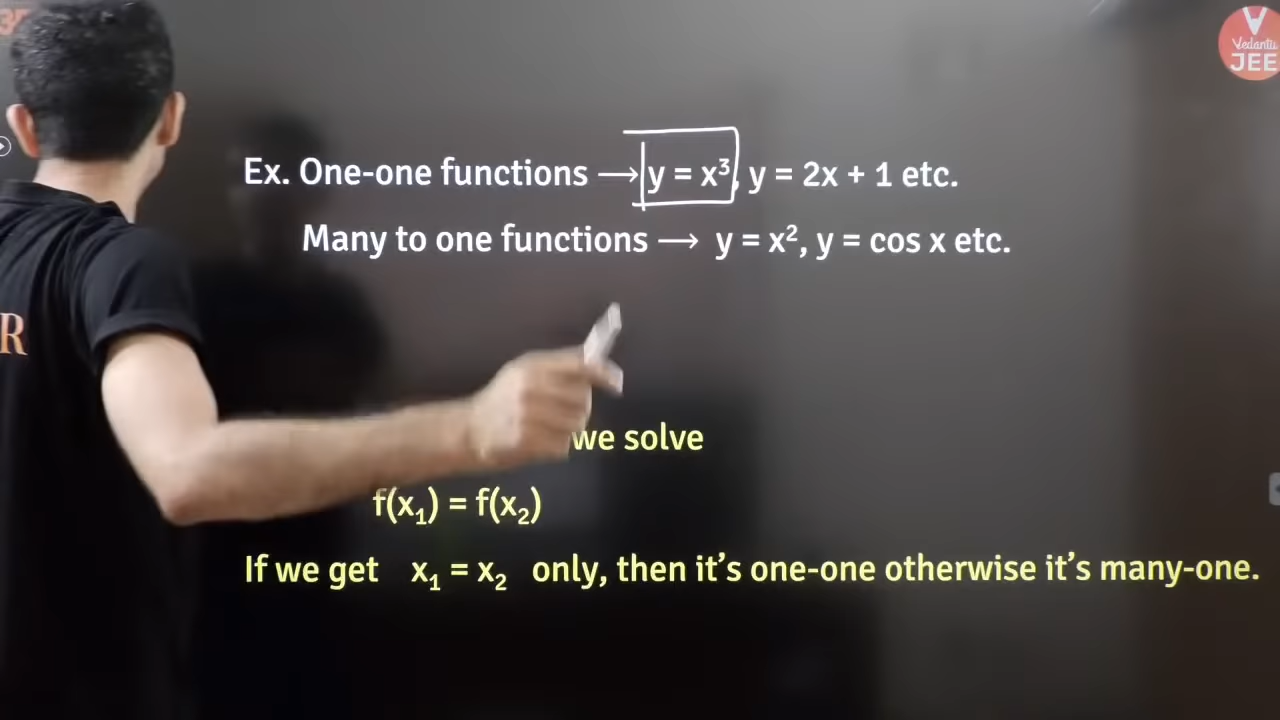 35
Vedantu
JEE
Ex. One-one functions ⟶ y = x³, y = 2x + 1 etc.
Many to one functions ⟶ y = x², y = cos x etc.
R
we solve
f(x₁) = f(x₂)
If we get x₁ = x₂ only, then it’s one-one otherwise it’s many-one.